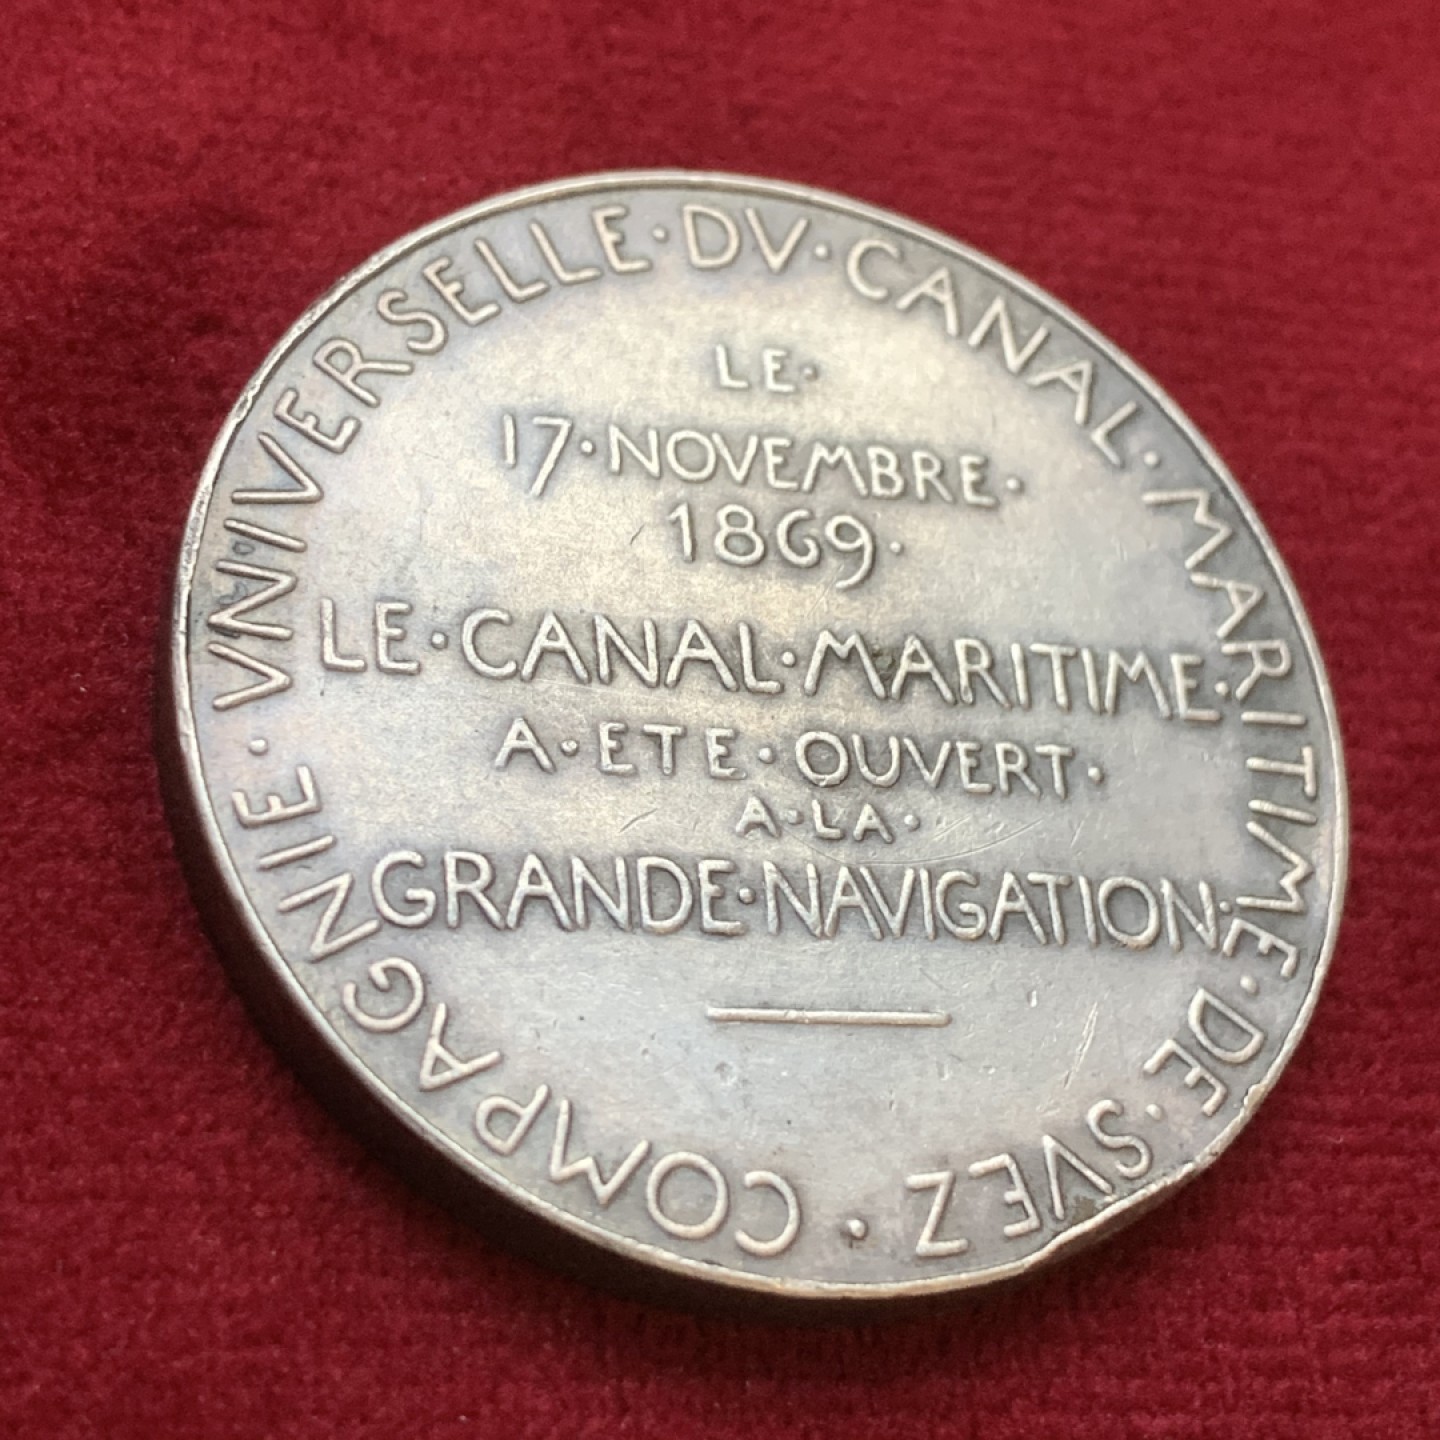 COMPAGNIE · VNIVERSELLE · DV · CANAL · MARITIME · DE · SVEZ ·
LE ·
17 · NOVEMBRE ·
1869 ·
LE · CANAL · MARITIME ·
A · ETE · OUVERT ·
A · LA ·
GRANDE · NAVIGATION ·